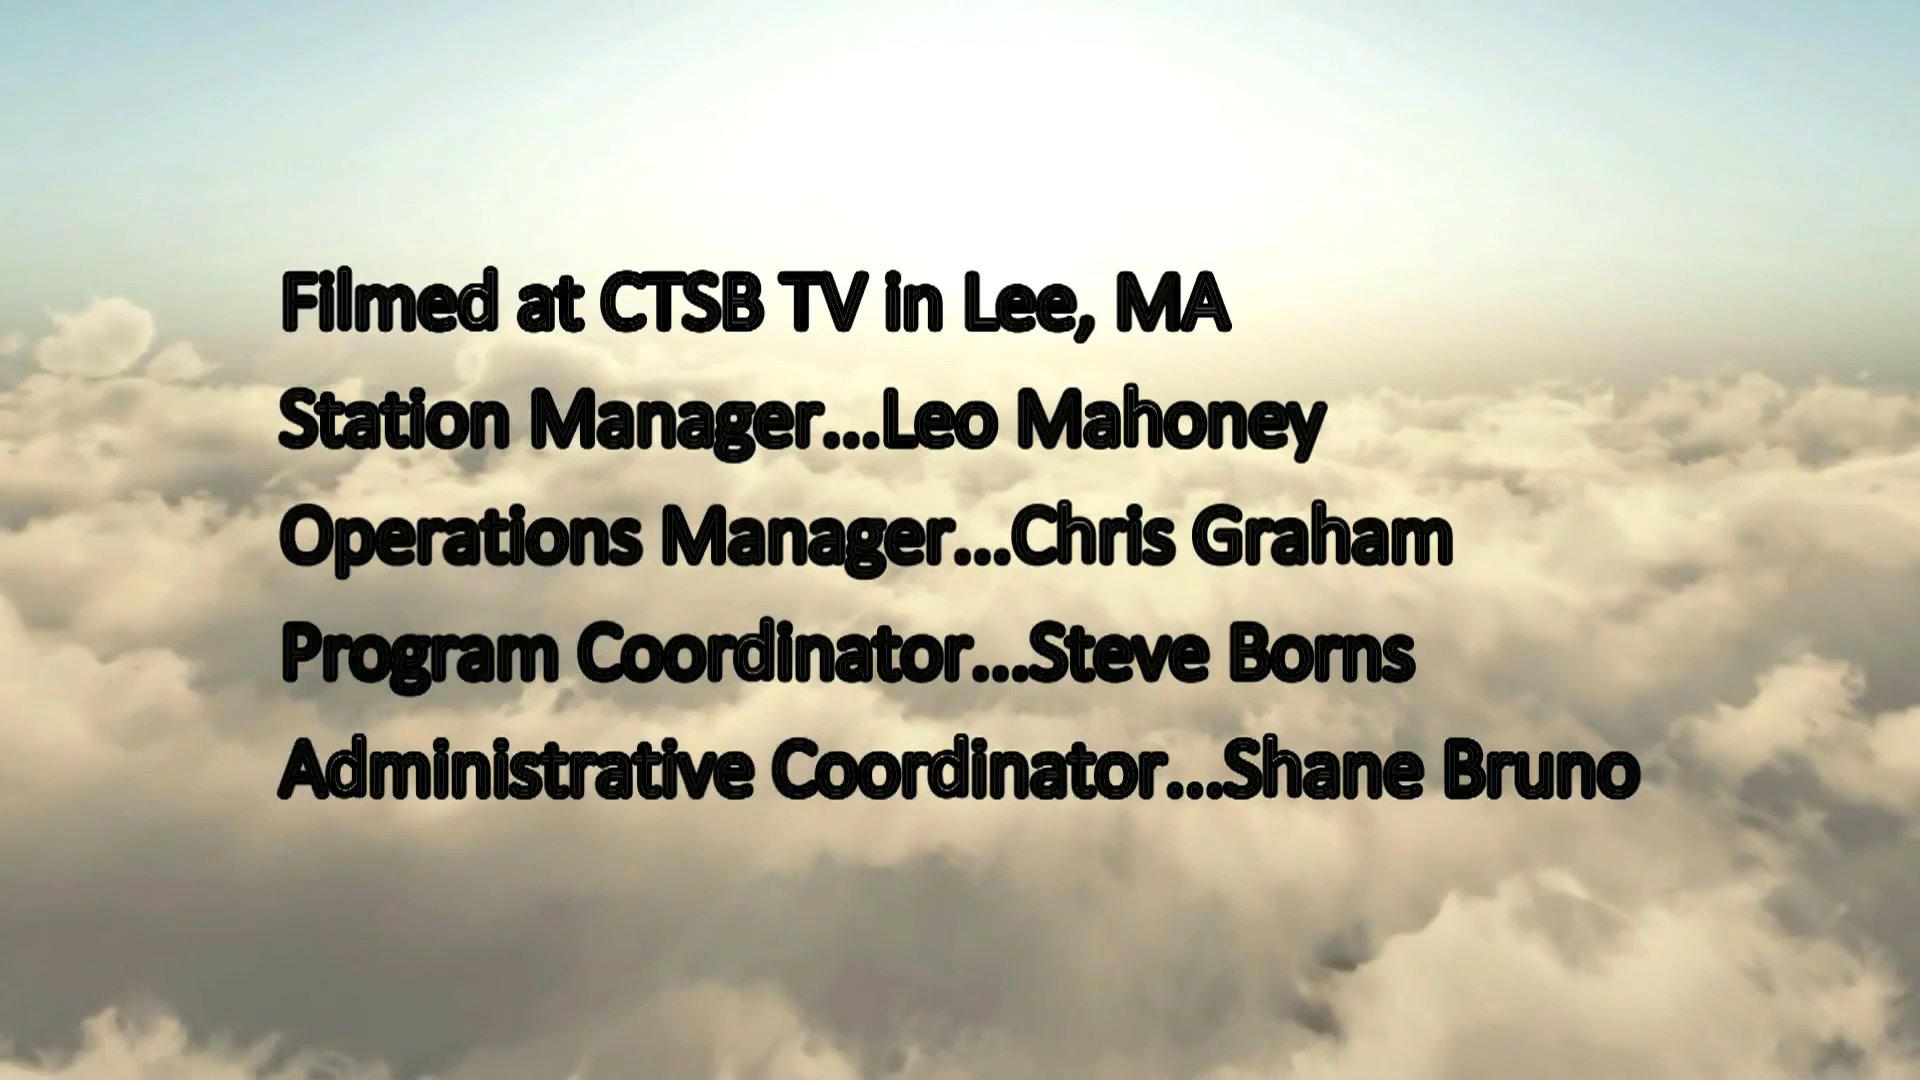 Filmed at CTSB TV in Lee, MA
Station Manager...Leo Mahoney
Operations Manager...Chris Graham
Program Coordinator...Steve Borns
Administrative Coordinator...Shane Bruno